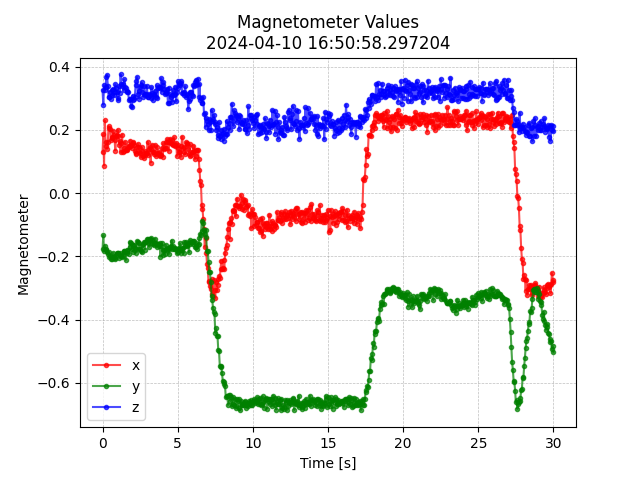 Magnetometer Values
2024-04-10 16:50:58.297204
0.4
0.2
0.0
−0.2
−0.4
−0.6
Magnetometer
x
y
z
0 5 10 15 20 25 30
Time [s]